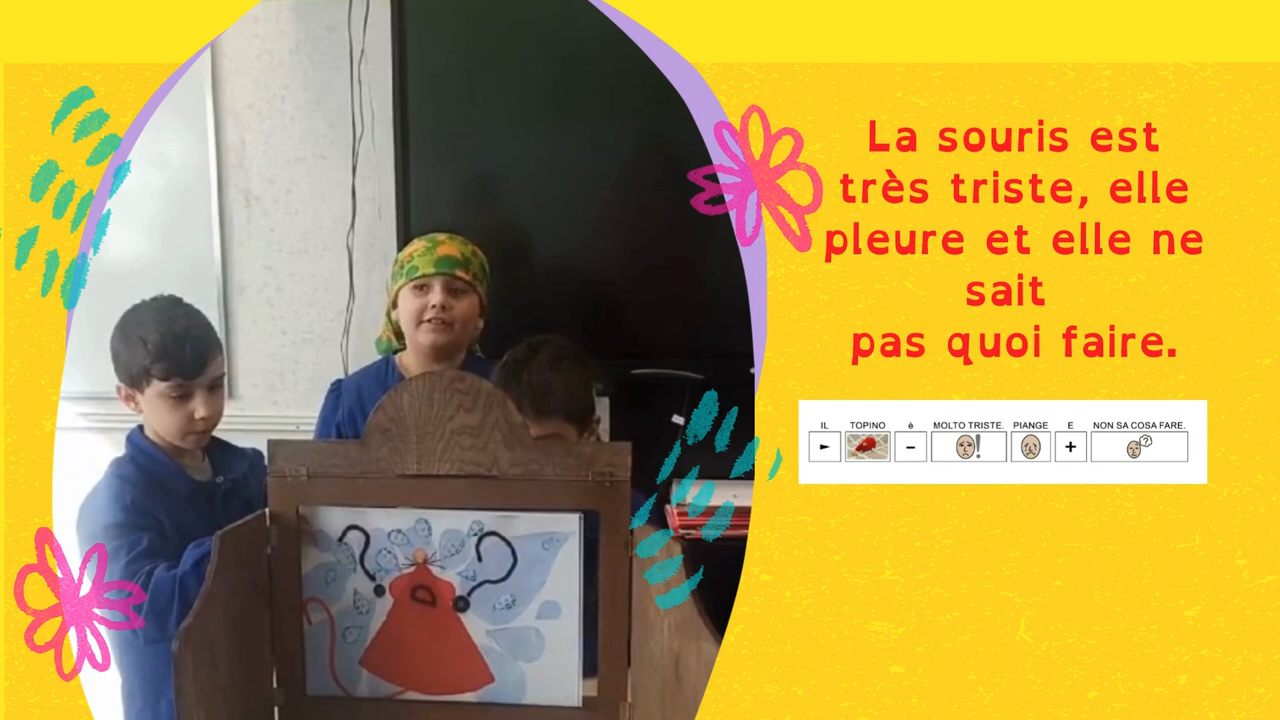 La souris est
très triste, elle
pleure et elle ne
sait
pas quoi faire.
IL TOPINO è MOLTO TRISTE. PIANGE E NON SA COSA FARE.